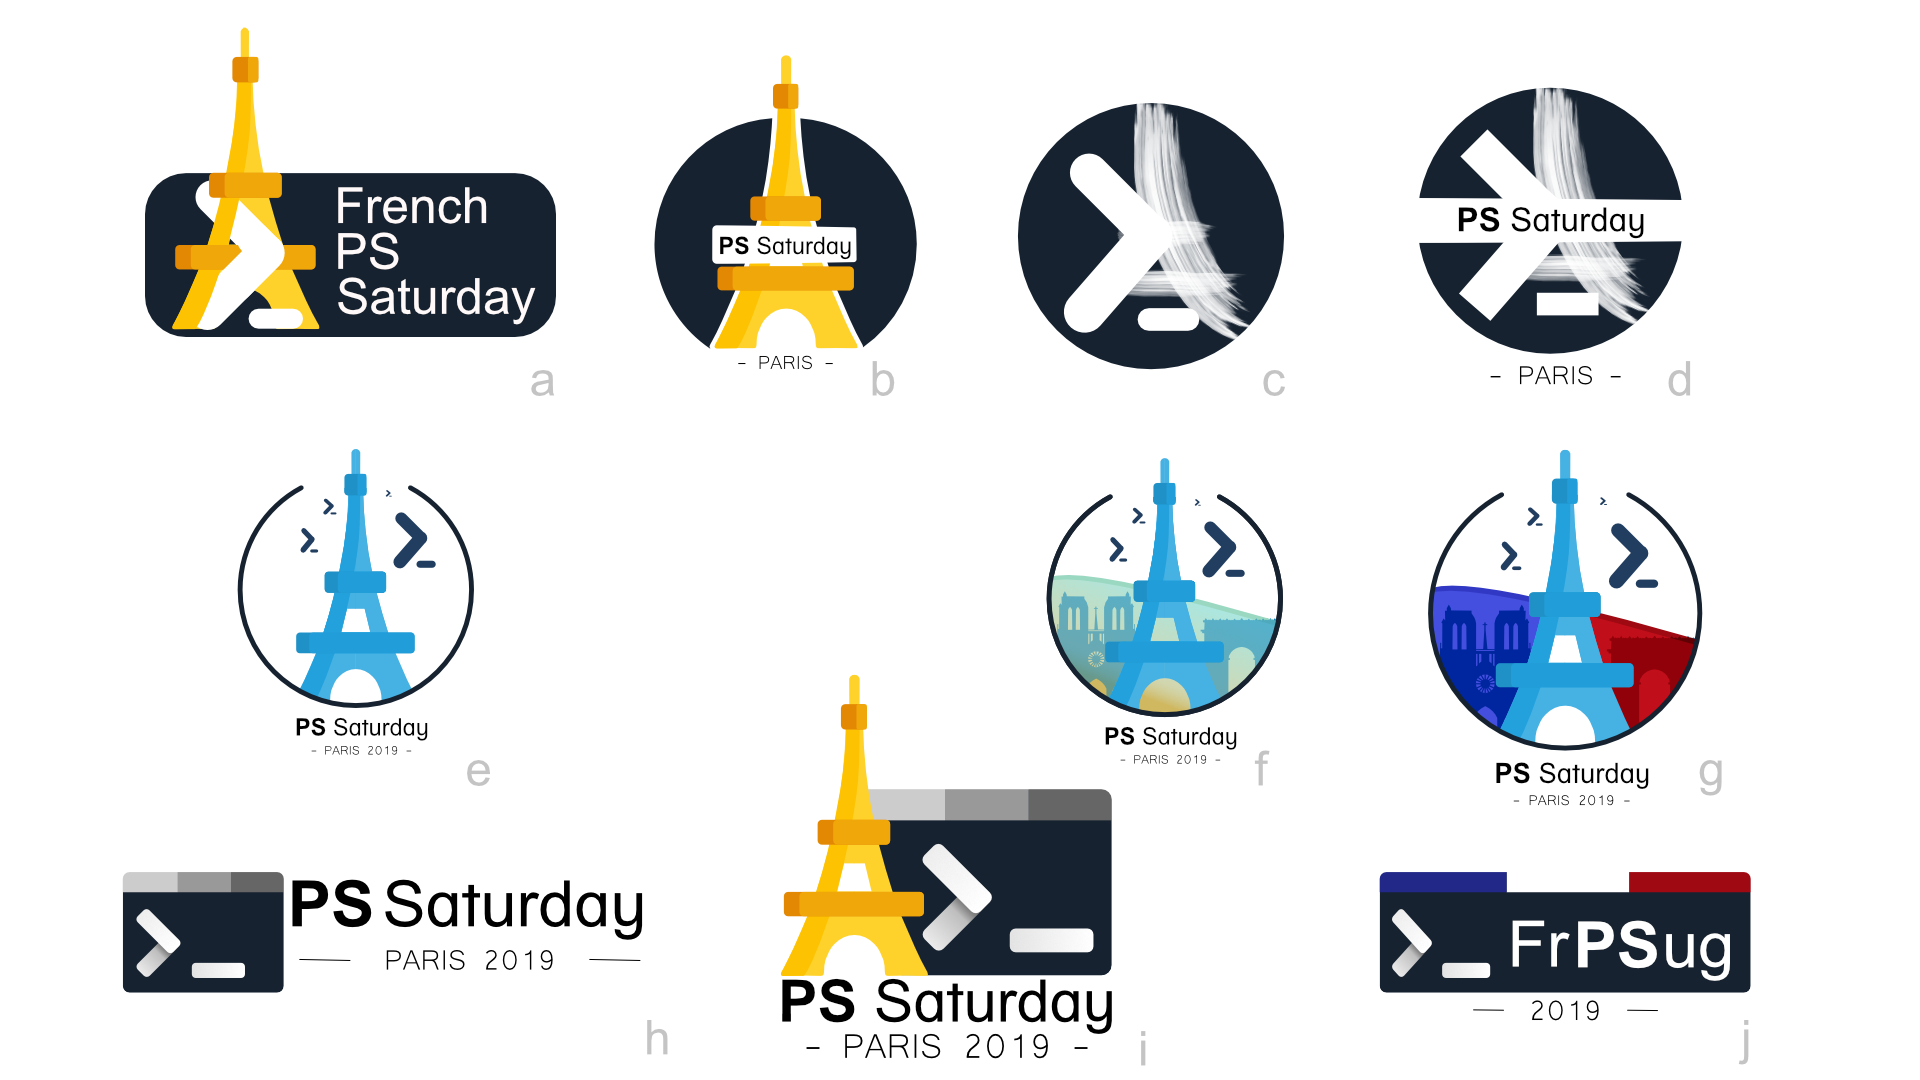 French
PS
Saturday
a
PS Saturday
- PARIS -
b
c
PS Saturday
- PARIS -
d
PS Saturday
- PARIS 2019 -
e
PS Saturday
- PARIS 2019 -
f
PS Saturday
- PARIS 2019 -
g
PS Saturday
— PARIS 2019 —
h
PS Saturday
- PARIS 2019 -
i
FrPSug
— 2019 —
j